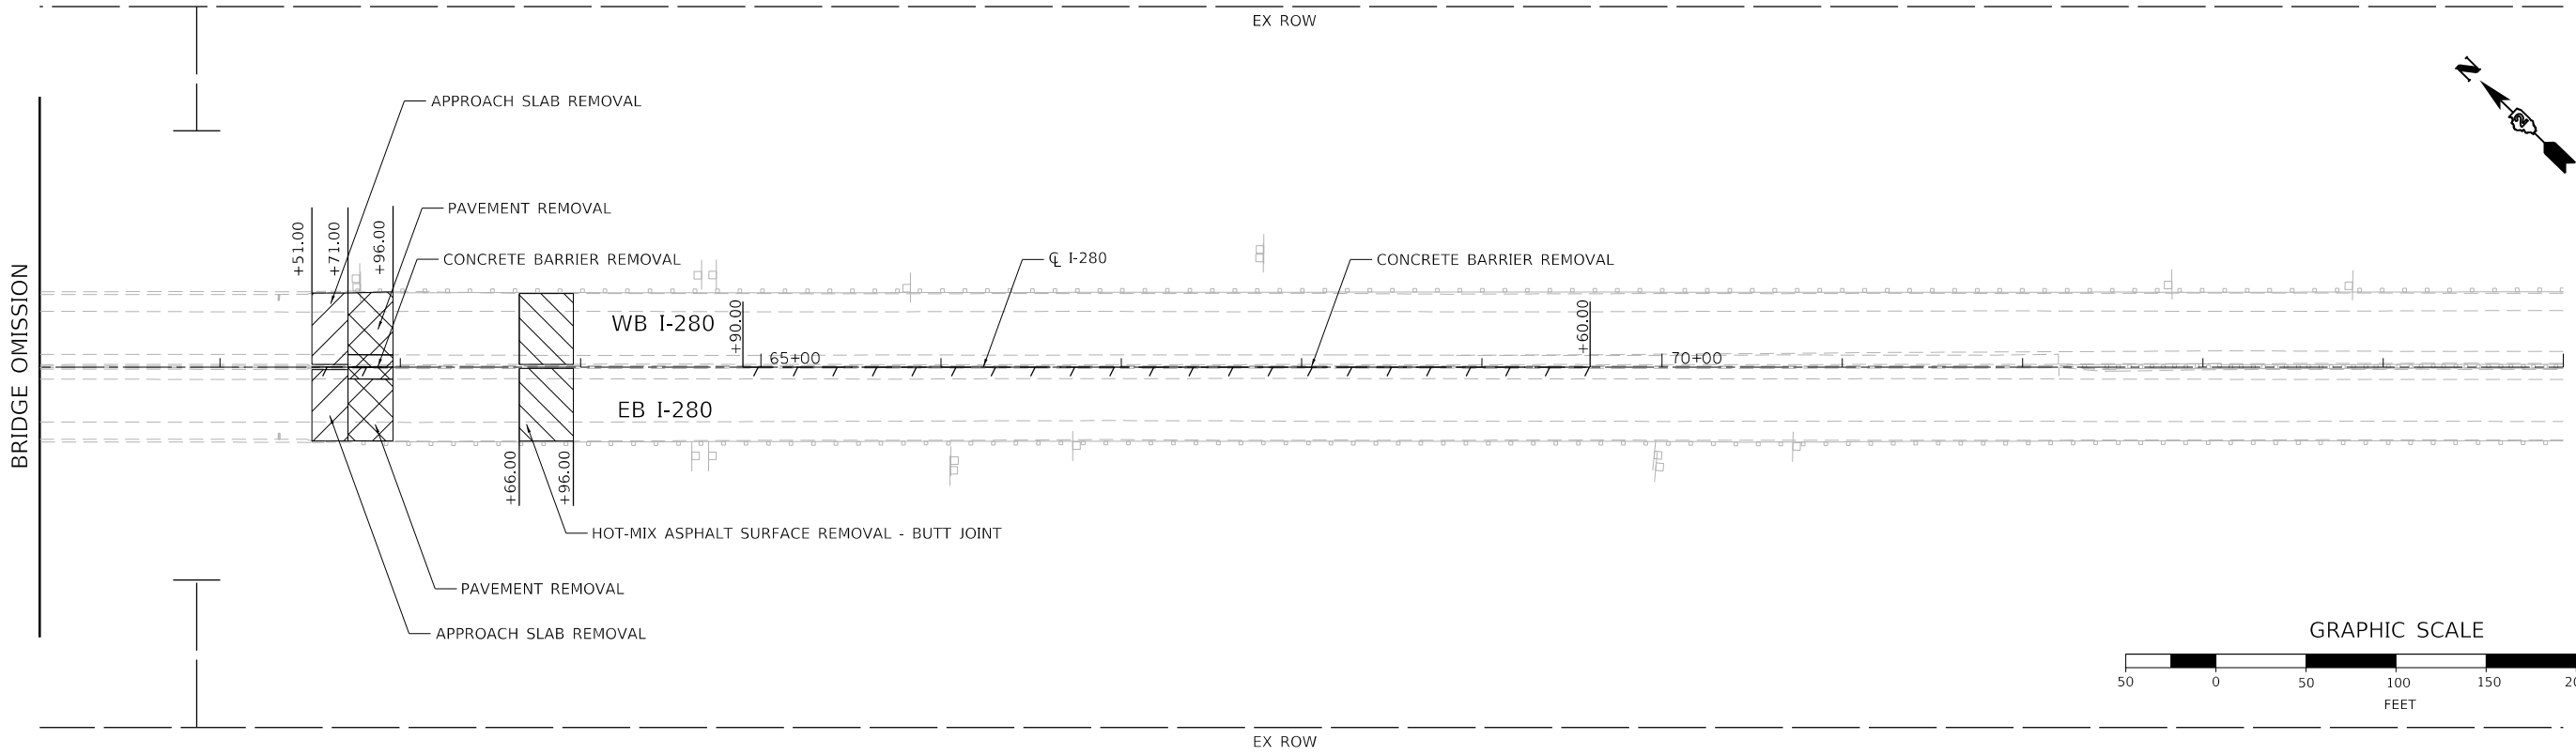 EX ROW
N
2
APPROACH SLAB REMOVAL
PAVEMENT REMOVAL
+51.00
+71.00
+96.00
CONCRETE BARRIER REMOVAL
℄ I-280
CONCRETE BARRIER REMOVAL
BRIDGE OMISSION
WB I-280
+90.00
65+00
+60.00
70+00
EB I-280
+66.00
+96.00
HOT-MIX ASPHALT SURFACE REMOVAL - BUTT JOINT
PAVEMENT REMOVAL
APPROACH SLAB REMOVAL
GRAPHIC SCALE
50 0 50 100 150
FEET
EX ROW